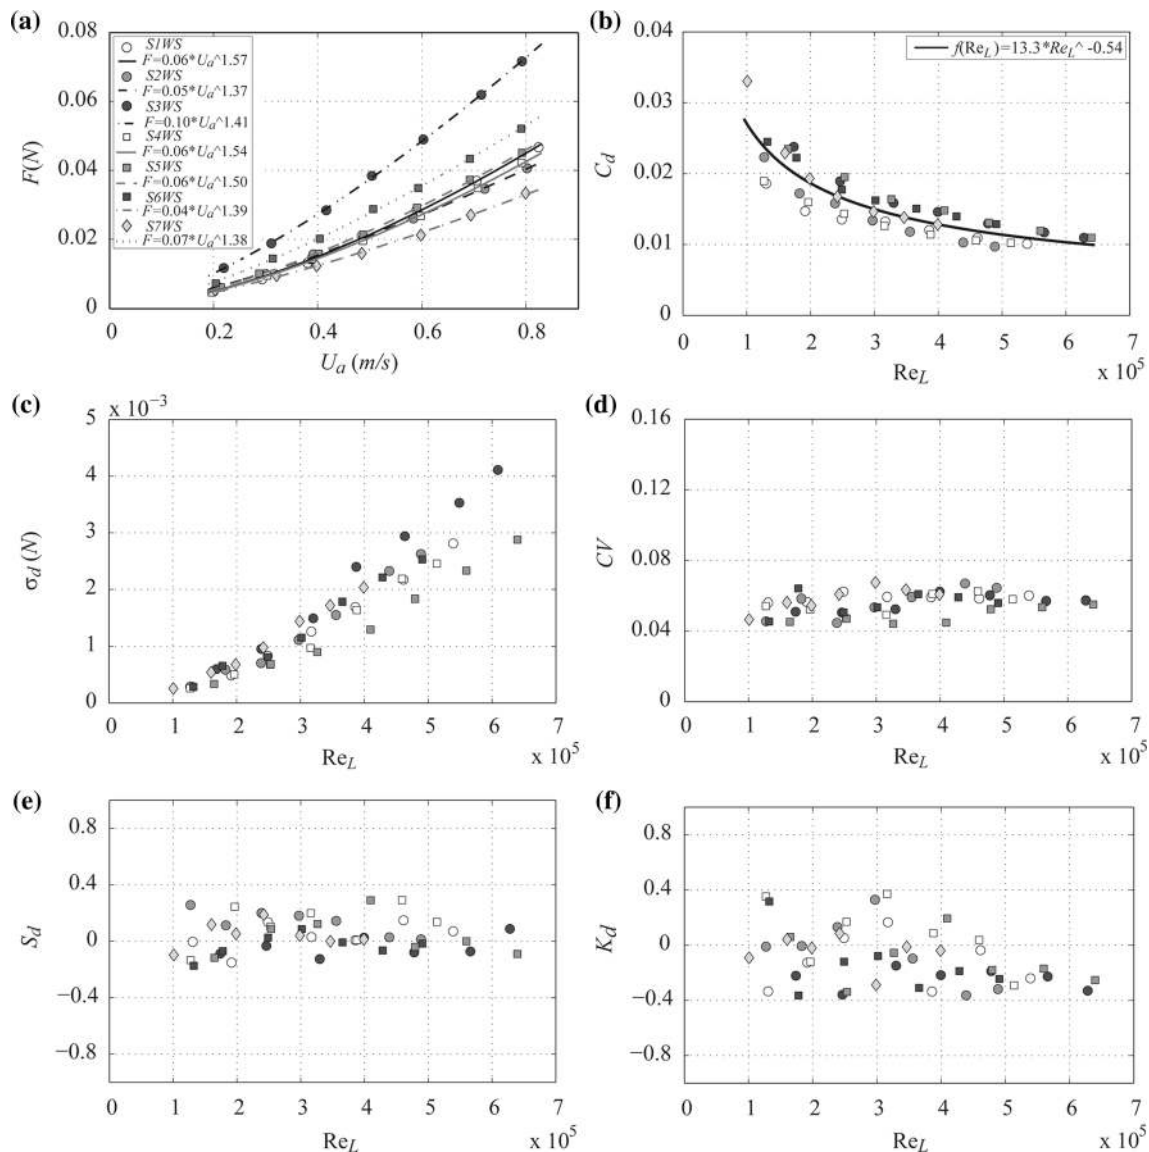 (a)
0.08
0.06
0.04
0.02
0
F(N)
S1WS
F=0.06*U_a^1.57
S2WS
F=0.05*U_a^1.37
S3WS
F=0.10*U_a^1.41
S4WS
F=0.06*U_a^1.54
S5WS
F=0.06*U_a^1.50
S6WS
F=0.04*U_a^1.39
S7WS
F=0.07*U_a^1.38
0 0.2 0.4 0.6 0.8
U_a (m/s)
(b)
0.04
0.03
0.02
0.01
0
C_d
f(Re_L)=13.3*Re_L^ -0.54
0 1 2 3 4 5 6 7
Re_L x 10^5
(c)
x 10^−3
5
4
3
2
1
0
σ_d (N)
0 1 2 3 4 5 6 7
Re_L x 10^5
(d)
0.16
0.12
0.08
0.04
0
CV
0 1 2 3 4 5 6 7
Re_L x 10^5
(e)
0.8
0.4
0
−0.4
−0.8
S_d
0 1 2 3 4 5 6 7
Re_L x 10^5
(f)
0.8
0.4
0
−0.4
−0.8
K_d
0 1 2 3 4 5 6 7
Re_L x 10^5